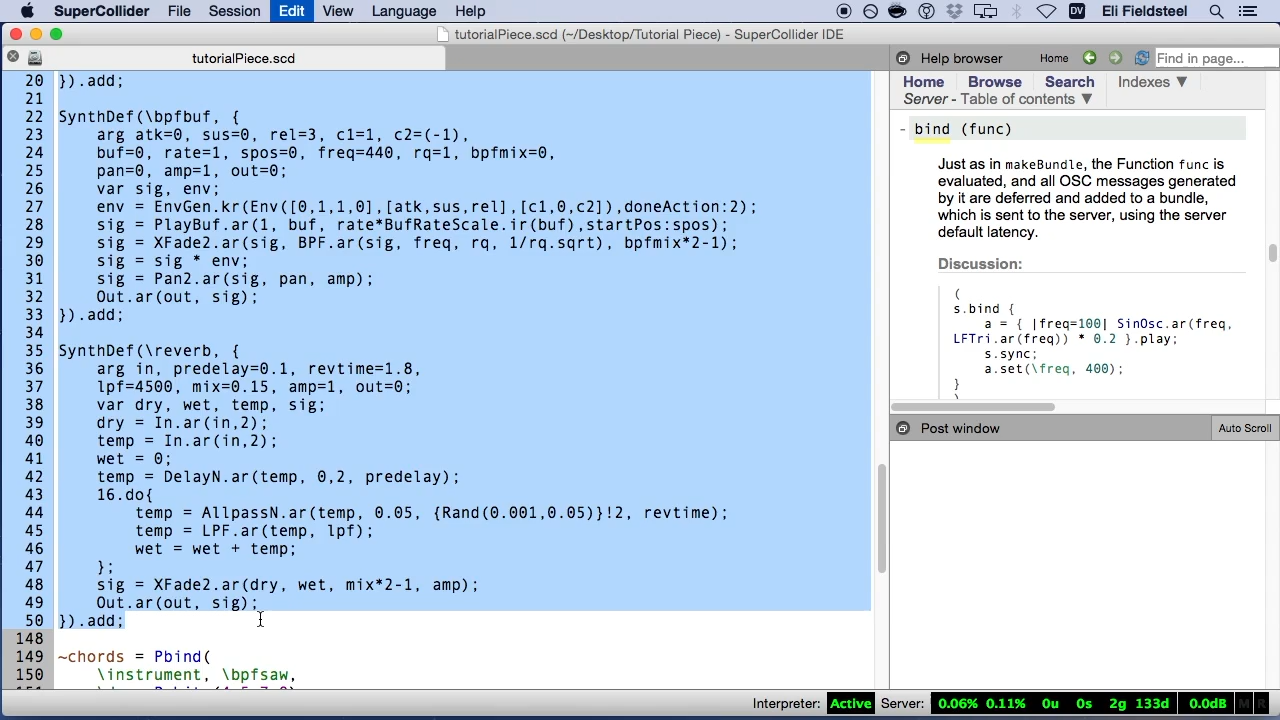 SuperCollider File Session Edit View Language Help DV Eli Fieldsteel
tutorialPiece.scd (~/Desktop/Tutorial Piece) - SuperCollider IDE
tutorialPiece.scd
20 }).add;
21
22 SynthDef(\bpfbuf, {
23 arg atk=0, sus=0, rel=3, c1=1, c2=(-1),
24 buf=0, rate=1, spos=0, freq=440, rq=1, bpfmix=0,
25 pan=0, amp=1, out=0;
26 var sig, env;
27 env = EnvGen.kr(Env([0,1,1,0],[atk,sus,rel],[c1,0,c2]),doneAction:2);
28 sig = PlayBuf.ar(1, buf, rate*BufRateScale.ir(buf),startPos:spos);
29 sig = XFade2.ar(sig, BPF.ar(sig, freq, rq, 1/rq.sqrt), bpfmix*2-1);
30 sig = sig * env;
31 sig = Pan2.ar(sig, pan, amp);
32 Out.ar(out, sig);
33 }).add;
34
35 SynthDef(\reverb, {
36 arg in, predelay=0.1, revtime=1.8,
37 lpf=4500, mix=0.15, amp=1, out=0;
38 var dry, wet, temp, sig;
39 dry = In.ar(in,2);
40 temp = In.ar(in,2);
41 wet = 0;
42 temp = DelayN.ar(temp, 0,2, predelay);
43 16.do{
44 temp = AllpassN.ar(temp, 0.05, {Rand(0.001,0.05)}!2, revtime);
45 temp = LPF.ar(temp, lpf);
46 wet = wet + temp;
47 };
48 sig = XFade2.ar(dry, wet, mix*2-1, amp);
49 Out.ar(out, sig);
50 }).add;
148
149 ~chords = Pbind(
150 \instrument, \bpfsaw,
Help browser Home Find in page...
Home Browse Search Indexes ▼
Server - Table of contents ▼
- bind (func)
Just as in makeBundle, the Function func is
evaluated, and all OSC messages generated
by it are deferred and added to a bundle,
which is sent to the server, using the server
default latency.
Discussion:
(
s.bind {
a = { |freq=100| SinOsc.ar(freq,
LFTri.ar(freq)) * 0.2 }.play;
s.sync;
a.set(\freq, 400);
}
Post window Auto Scroll
Interpreter: Active Server: 0.06% 0.11% 0u 0s 2g 133d 0.0dB M R